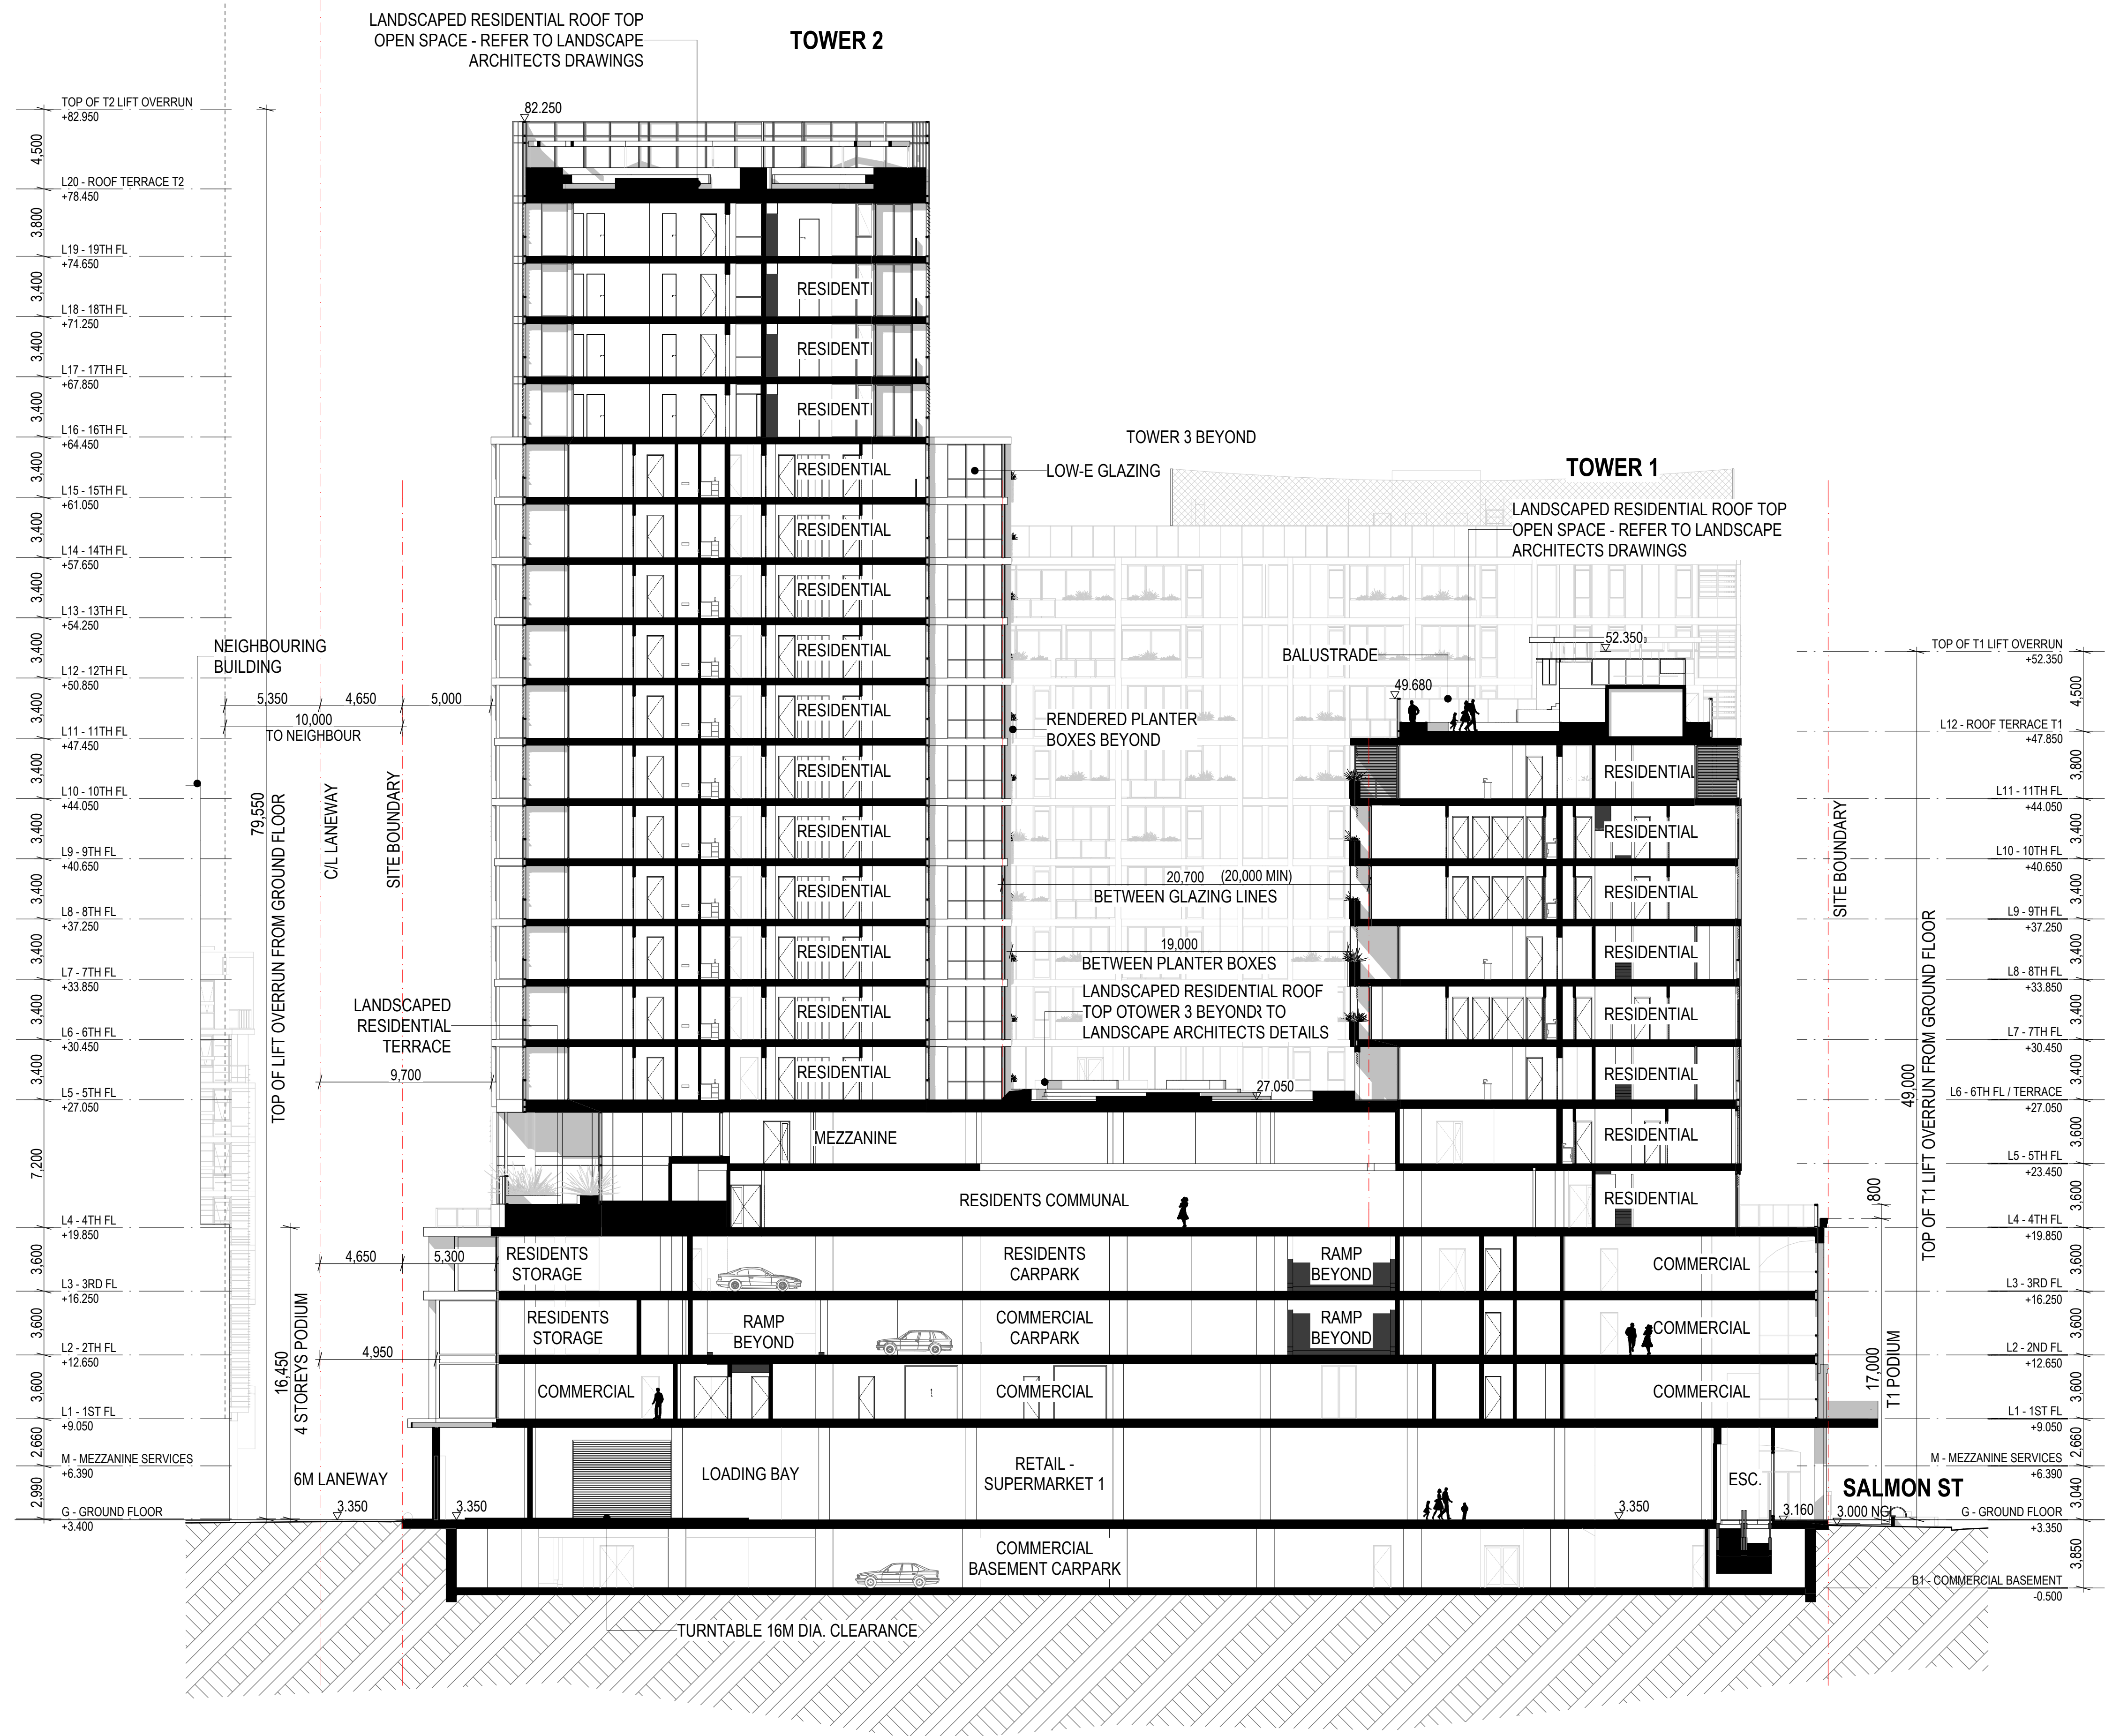 LANDSCAPED RESIDENTIAL ROOF TOP
OPEN SPACE - REFER TO LANDSCAPE
ARCHITECTS DRAWINGS
TOWER 2
82.250
TOP OF T2 LIFT OVERRUN
+82.950
4,500
L20 - ROOF TERRACE T2
+78.450
3,800
L19 - 19TH FL
+74.650
3,400
L18 - 18TH FL
+71.250
3,400
L17 - 17TH FL
+67.850
3,400
L16 - 16TH FL
+64.450
3,400
L15 - 15TH FL
+61.050
3,400
L14 - 14TH FL
+57.650
3,400
L13 - 13TH FL
+54.250
3,400
L12 - 12TH FL
+50.850
3,400
L11 - 11TH FL
+47.450
3,400
L10 - 10TH FL
+44.050
3,400
L9 - 9TH FL
+40.650
3,400
L8 - 8TH FL
+37.250
3,400
L7 - 7TH FL
+33.850
3,400
L6 - 6TH FL
+30.450
3,400
L5 - 5TH FL
+27.050
7,200
L4 - 4TH FL
+19.850
3,600
L3 - 3RD FL
+16.250
3,600
L2 - 2TH FL
+12.650
3,600
L1 - 1ST FL
+9.050
2,660
M - MEZZANINE SERVICES
+6.390
2,990
G - GROUND FLOOR
+3.400
NEIGHBOURING
BUILDING
5,350
4,650
5,000
10,000
TO NEIGHBOUR
79,550
TOP OF LIFT OVERRUN FROM GROUND FLOOR
C/L LANEWAY
SITE BOUNDARY
LANDSCAPED
RESIDENTIAL
TERRACE
9,700
4,650
5,300
4,950
16,450
4 STOREYS PODIUM
6M LANEWAY
3.350
3.350
RESIDENTI
RESIDENTI
RESIDENTI
RESIDENTIAL
RESIDENTIAL
RESIDENTIAL
RESIDENTIAL
RESIDENTIAL
RESIDENTIAL
RESIDENTIAL
RESIDENTIAL
RESIDENTIAL
RESIDENTIAL
RESIDENTIAL
TOWER 3 BEYOND
LOW-E GLAZING
TOWER 1
LANDSCAPED RESIDENTIAL ROOF TOP
OPEN SPACE - REFER TO LANDSCAPE
ARCHITECTS DRAWINGS
52.350
BALUSTRADE
49.680
RENDERED PLANTER
BOXES BEYOND
20,700 (20,000 MIN)
BETWEEN GLAZING LINES
19,000
BETWEEN PLANTER BOXES
LANDSCAPED RESIDENTIAL ROOF
TOP OTOWER 3 BEYONDR TO
LANDSCAPE ARCHITECTS DETAILS
27.050
RESIDENTIAL
RESIDENTIAL
RESIDENTIAL
RESIDENTIAL
RESIDENTIAL
RESIDENTIAL
RESIDENTIAL
RESIDENTIAL
MEZZANINE
RESIDENTS COMMUNAL
RESIDENTS
STORAGE
RESIDENTS
CARPARK
RAMP
BEYOND
COMMERCIAL
RESIDENTS
STORAGE
RAMP
BEYOND
COMMERCIAL
CARPARK
RAMP
BEYOND
COMMERCIAL
COMMERCIAL
COMMERCIAL
COMMERCIAL
LOADING BAY
RETAIL -
SUPERMARKET 1
ESC.
3.350
3.160
3.000 NGL
SALMON ST
COMMERCIAL
BASEMENT CARPARK
TURNTABLE 16M DIA. CLEARANCE
TOP OF T1 LIFT OVERRUN
+52.350
4,500
L12 - ROOF TERRACE T1
+47.850
3,800
L11 - 11TH FL
+44.050
3,400
L10 - 10TH FL
+40.650
3,400
L9 - 9TH FL
+37.250
3,400
L8 - 8TH FL
+33.850
3,400
L7 - 7TH FL
+30.450
3,400
L6 - 6TH FL / TERRACE
+27.050
3,600
L5 - 5TH FL
+23.450
3,600
L4 - 4TH FL
+19.850
3,600
L3 - 3RD FL
+16.250
3,600
L2 - 2ND FL
+12.650
3,600
L1 - 1ST FL
+9.050
2,660
M - MEZZANINE SERVICES
+6.390
3,040
G - GROUND FLOOR
+3.350
3,850
B1 - COMMERCIAL BASEMENT
-0.500
SITE BOUNDARY
49,000
TOP OF T1 LIFT OVERRUN FROM GROUND FLOOR
800
17,000
T1 PODIUM